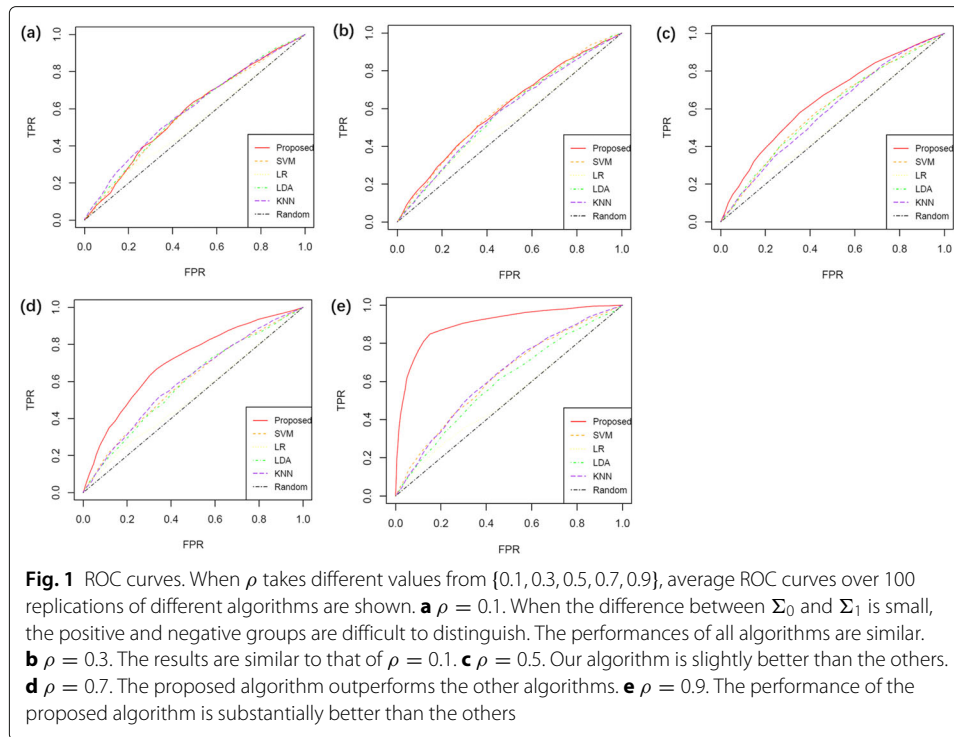 (a)
TPR
1.0
0.8
0.6
0.4
0.2
0.0
Proposed
SVM
LR
LDA
KNN
Random
0.0 0.2 0.4 0.6 0.8 1.0
FPR
(b)
TPR
1.0
0.8
0.6
0.4
0.2
0.0
Proposed
SVM
LR
LDA
KNN
Random
0.0 0.2 0.4 0.6 0.8 1.0
FPR
(c)
TPR
1.0
0.8
0.6
0.4
0.2
0.0
Proposed
SVM
LR
LDA
KNN
Random
0.0 0.2 0.4 0.6 0.8 1.0
FPR
(d)
TPR
1.0
0.8
0.6
0.4
0.2
0.0
Proposed
SVM
LR
LDA
KNN
Random
0.0 0.2 0.4 0.6 0.8 1.0
FPR
(e)
TPR
1.0
0.8
0.6
0.4
0.2
0.0
Proposed
SVM
LR
LDA
KNN
Random
0.0 0.2 0.4 0.6 0.8 1.0
FPR
Fig. 1 ROC curves. When ρ takes different values from {0.1, 0.3, 0.5, 0.7, 0.9}, average ROC curves over 100
replications of different algorithms are shown. a ρ = 0.1. When the difference between Σ₀ and Σ₁ is small,
the positive and negative groups are difficult to distinguish. The performances of all algorithms are similar.
b ρ = 0.3. The results are similar to that of ρ = 0.1. c ρ = 0.5. Our algorithm is slightly better than the others.
d ρ = 0.7. The proposed algorithm outperforms the other algorithms. e ρ = 0.9. The performance of the
proposed algorithm is substantially better than the others